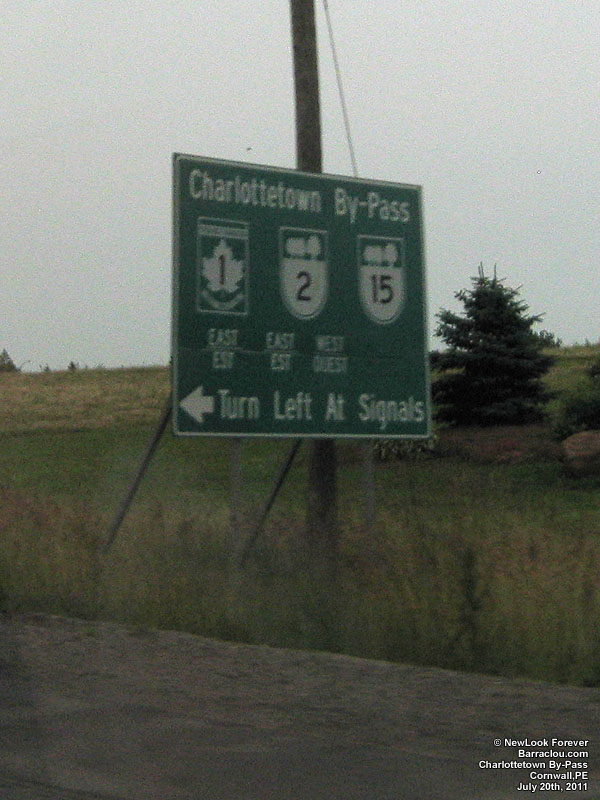 Charlottetown By-Pass
1 2 15
EAST EAST WEST
EST EST OUEST
Turn Left At Signals
© NewLook Forever
Barraclou.com
Charlottetown By-Pass
Cornwall,PE
July 20th, 2011